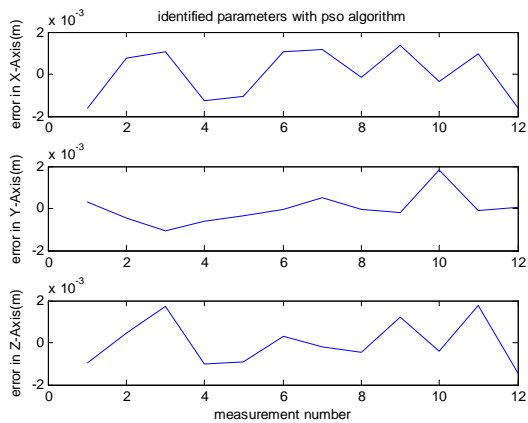 identified parameters with pso algorithm
x 10-3
error in X-Axis(m)
2
0
-2
0 2 4 6 8 10 12
x 10-3
error in Y-Axis(m)
2
0
-2
0 2 4 6 8 10 12
x 10-3
error in Z-Axis(m)
2
0
-2
0 2 4 6 8 10 12
measurement number